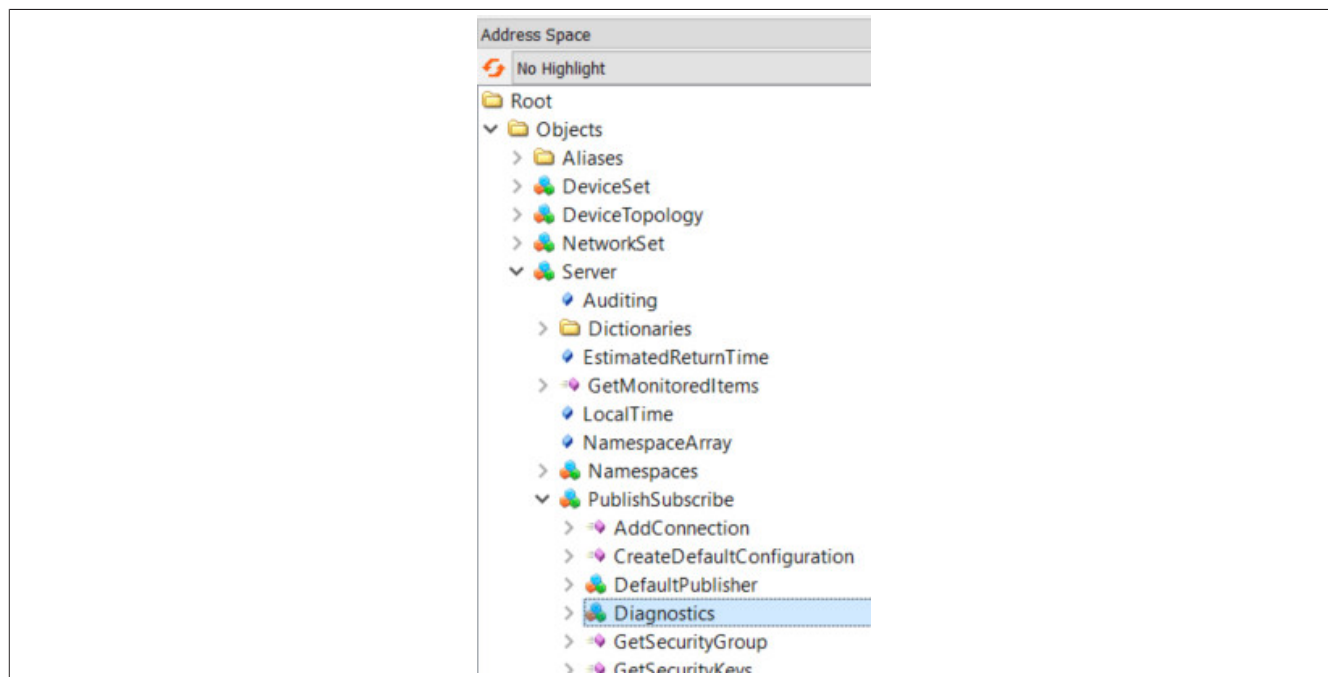 Address Space
No Highlight
Root
Objects
Aliases
DeviceSet
DeviceTopology
NetworkSet
Server
Auditing
Dictionaries
EstimatedReturnTime
GetMonitoredItems
LocalTime
NamespaceArray
Namespaces
PublishSubscribe
AddConnection
CreateDefaultConfiguration
DefaultPublisher
Diagnostics
GetSecurityGroup
GetSecurityKeys